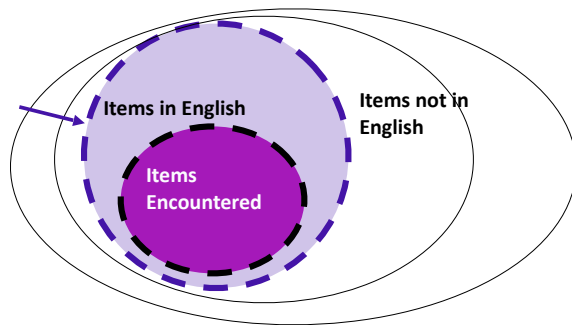 Items in English
Items not in
English
Items
Encountered